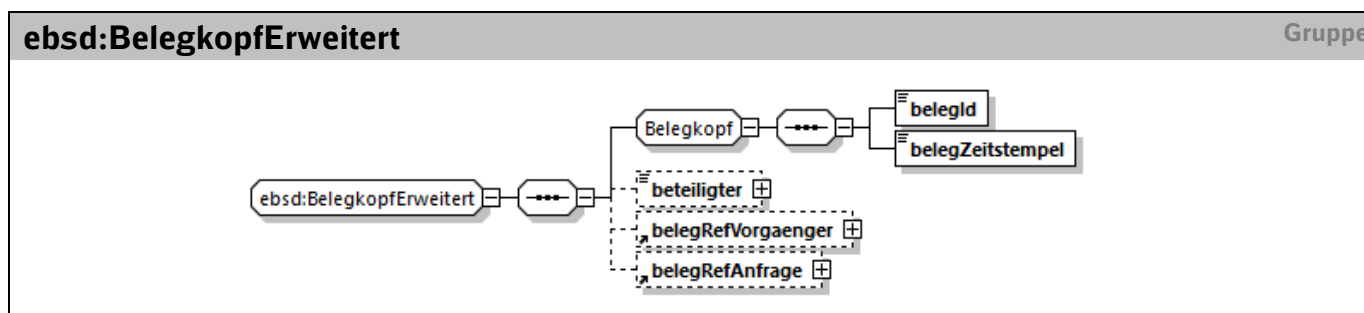 ebsd:BelegkopfErweitert
Gruppe
belegId
Belegkopf
belegZeitstempel
beteiligter
ebsd:BelegkopfErweitert
belegRefVorgaenger
belegRefAnfrage